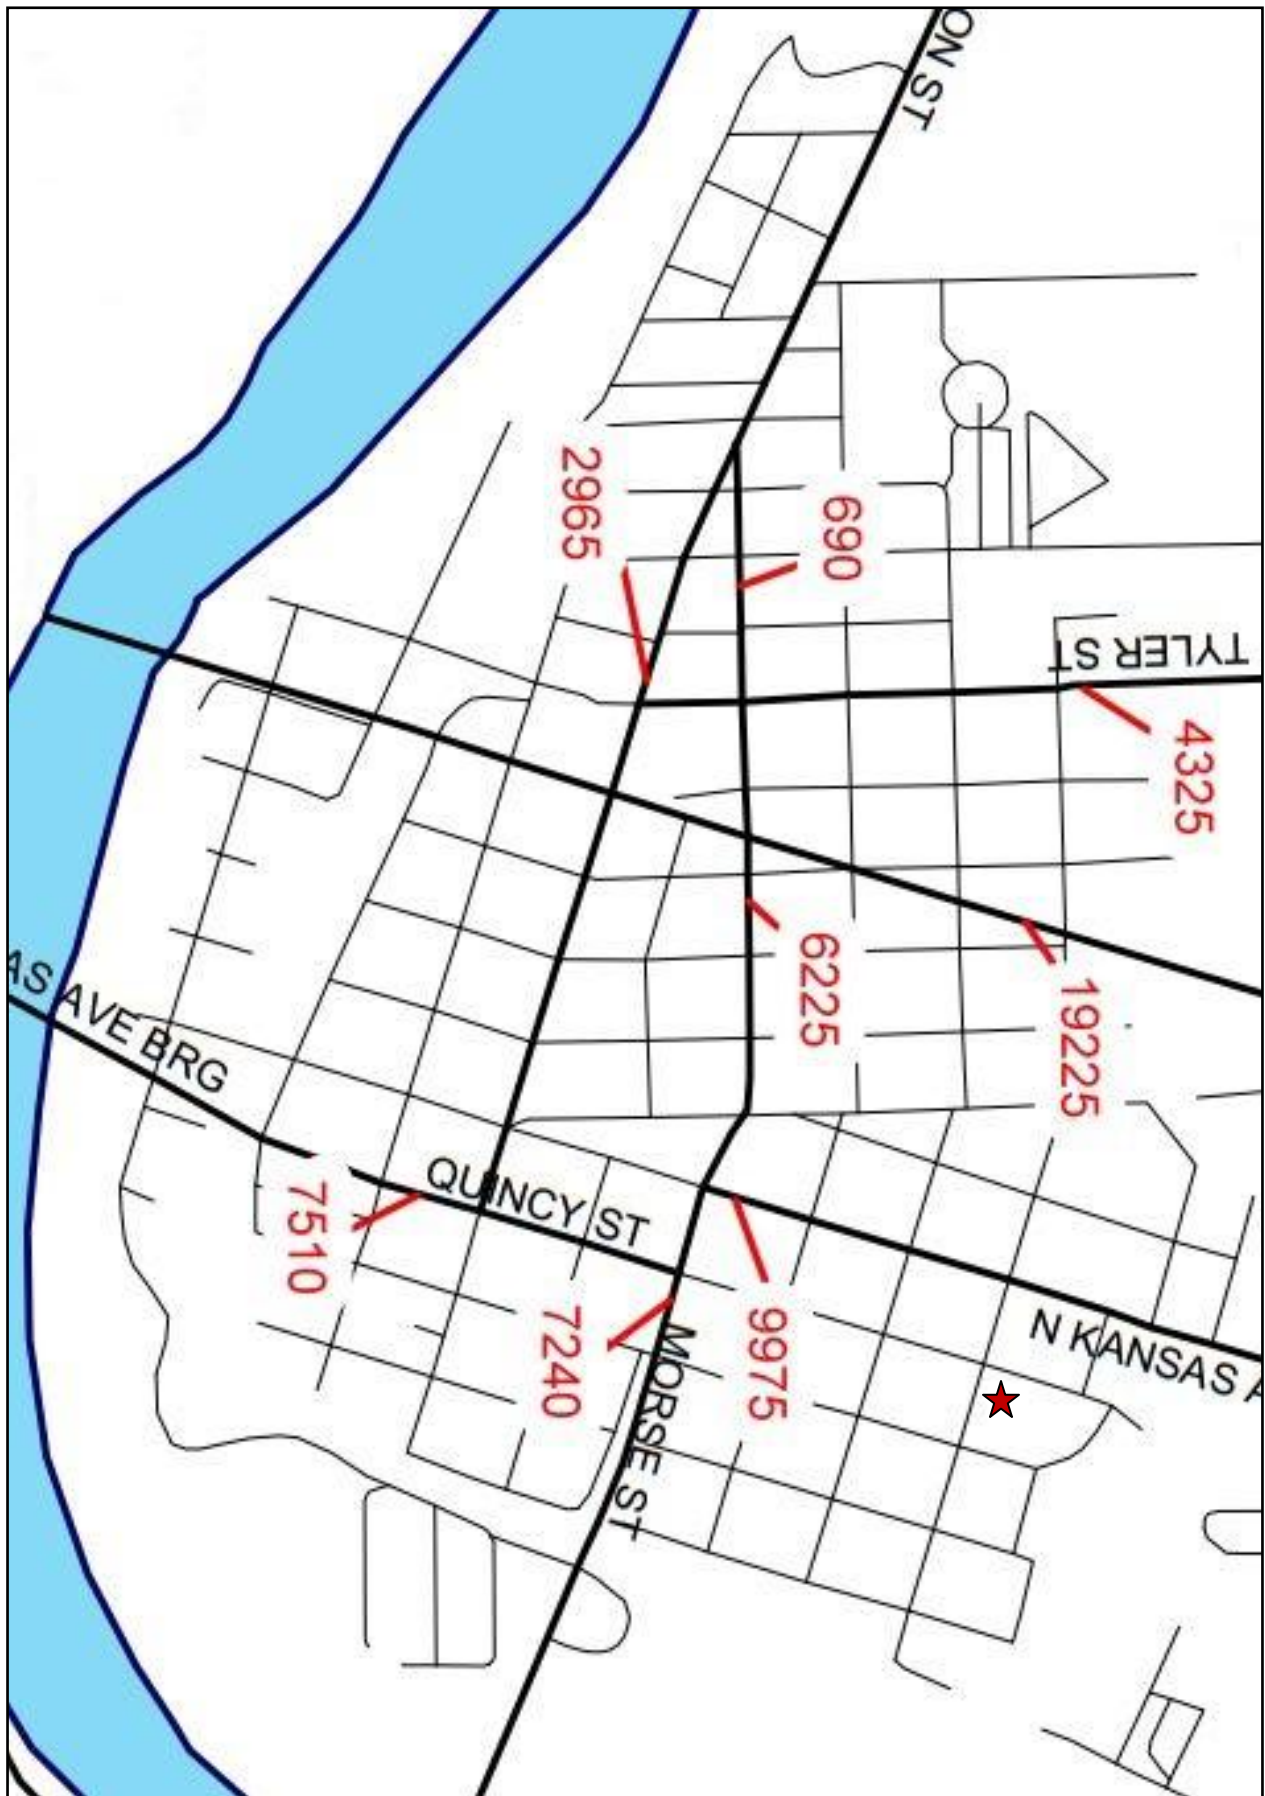 ON ST
2965
690
TYLER ST
4325
6225
19225
AS AVE BRG
QUINCY ST
7510
7240
MORSE ST
9975
N KANSAS A